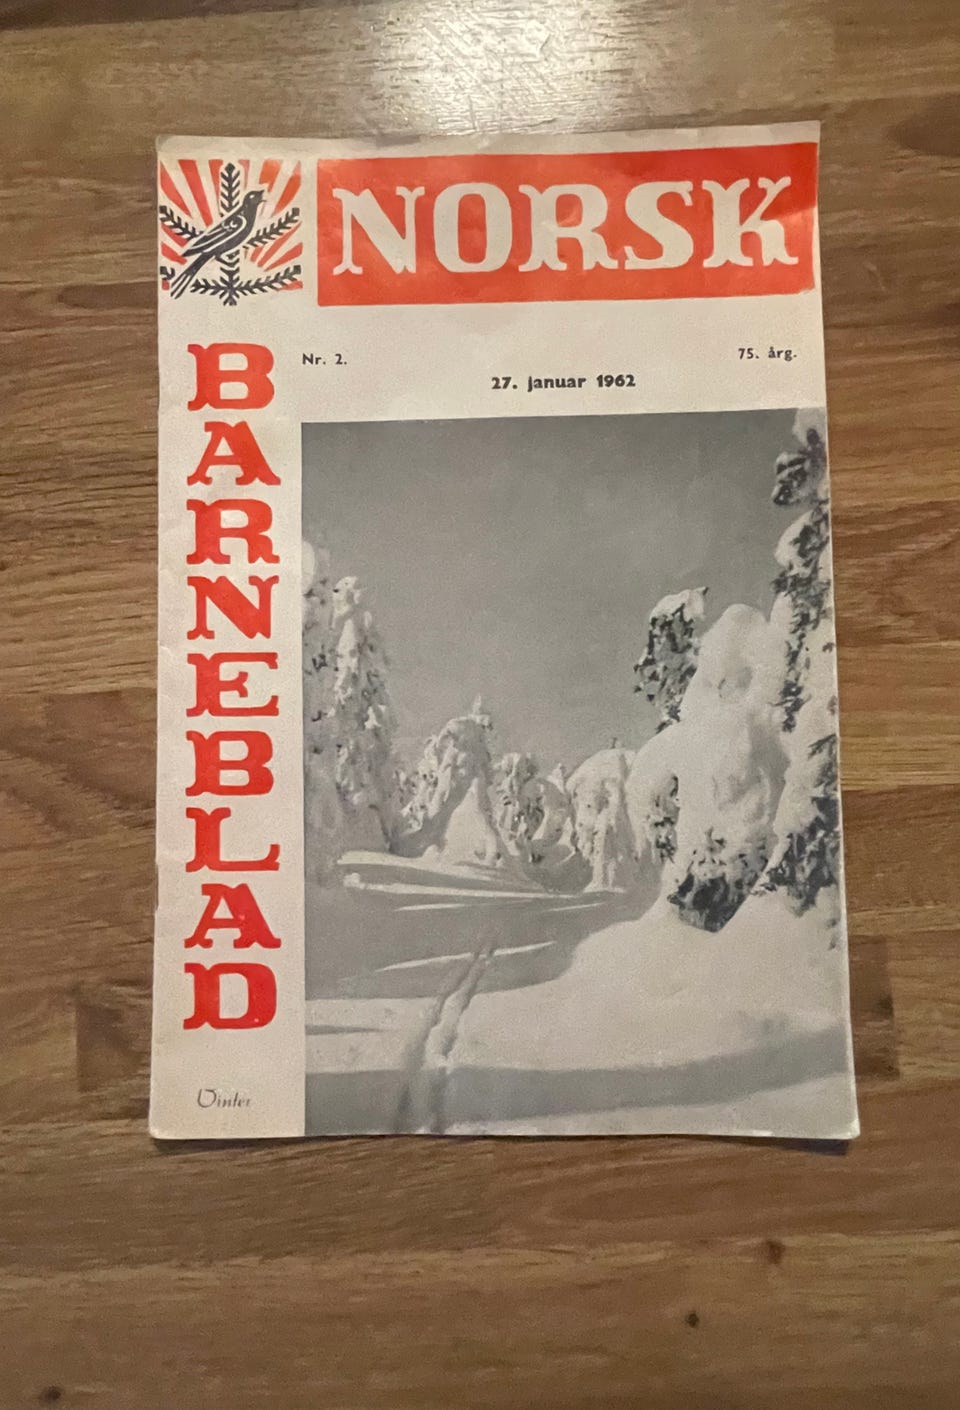 NORSK
BARNEBLAD
Nr. 2.
75. årg.
27. januar 1962
Vinter